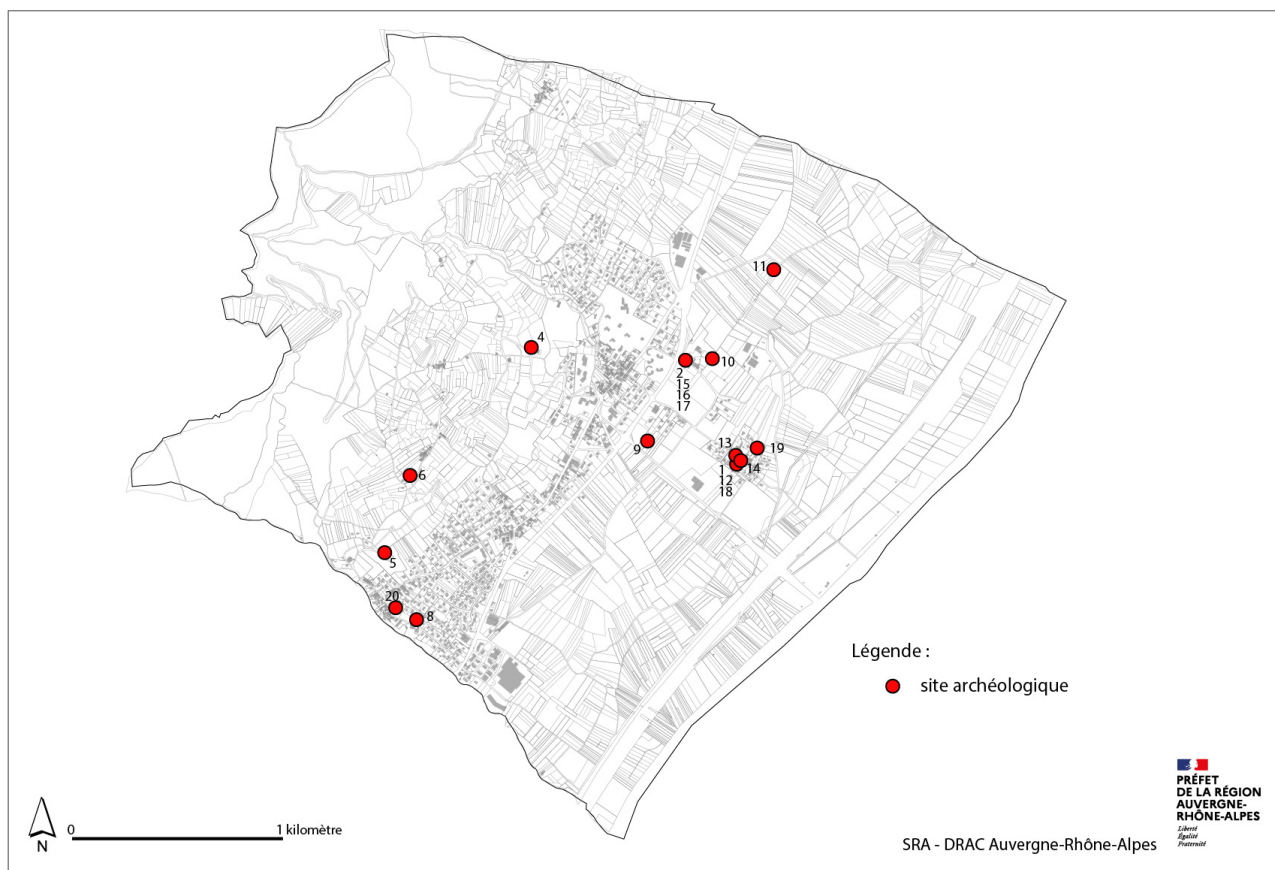 11
4
10
2
15
16
17
9
13
19
1
14
12
18
6
5
20
8
Légende :
site archéologique
0
1 kilomètre
N
PRÉFET
DE LA RÉGION
AUVERGNE-
RHÔNE-ALPES
Liberté
Égalité
Fraternité
SRA - DRAC Auvergne-Rhône-Alpes